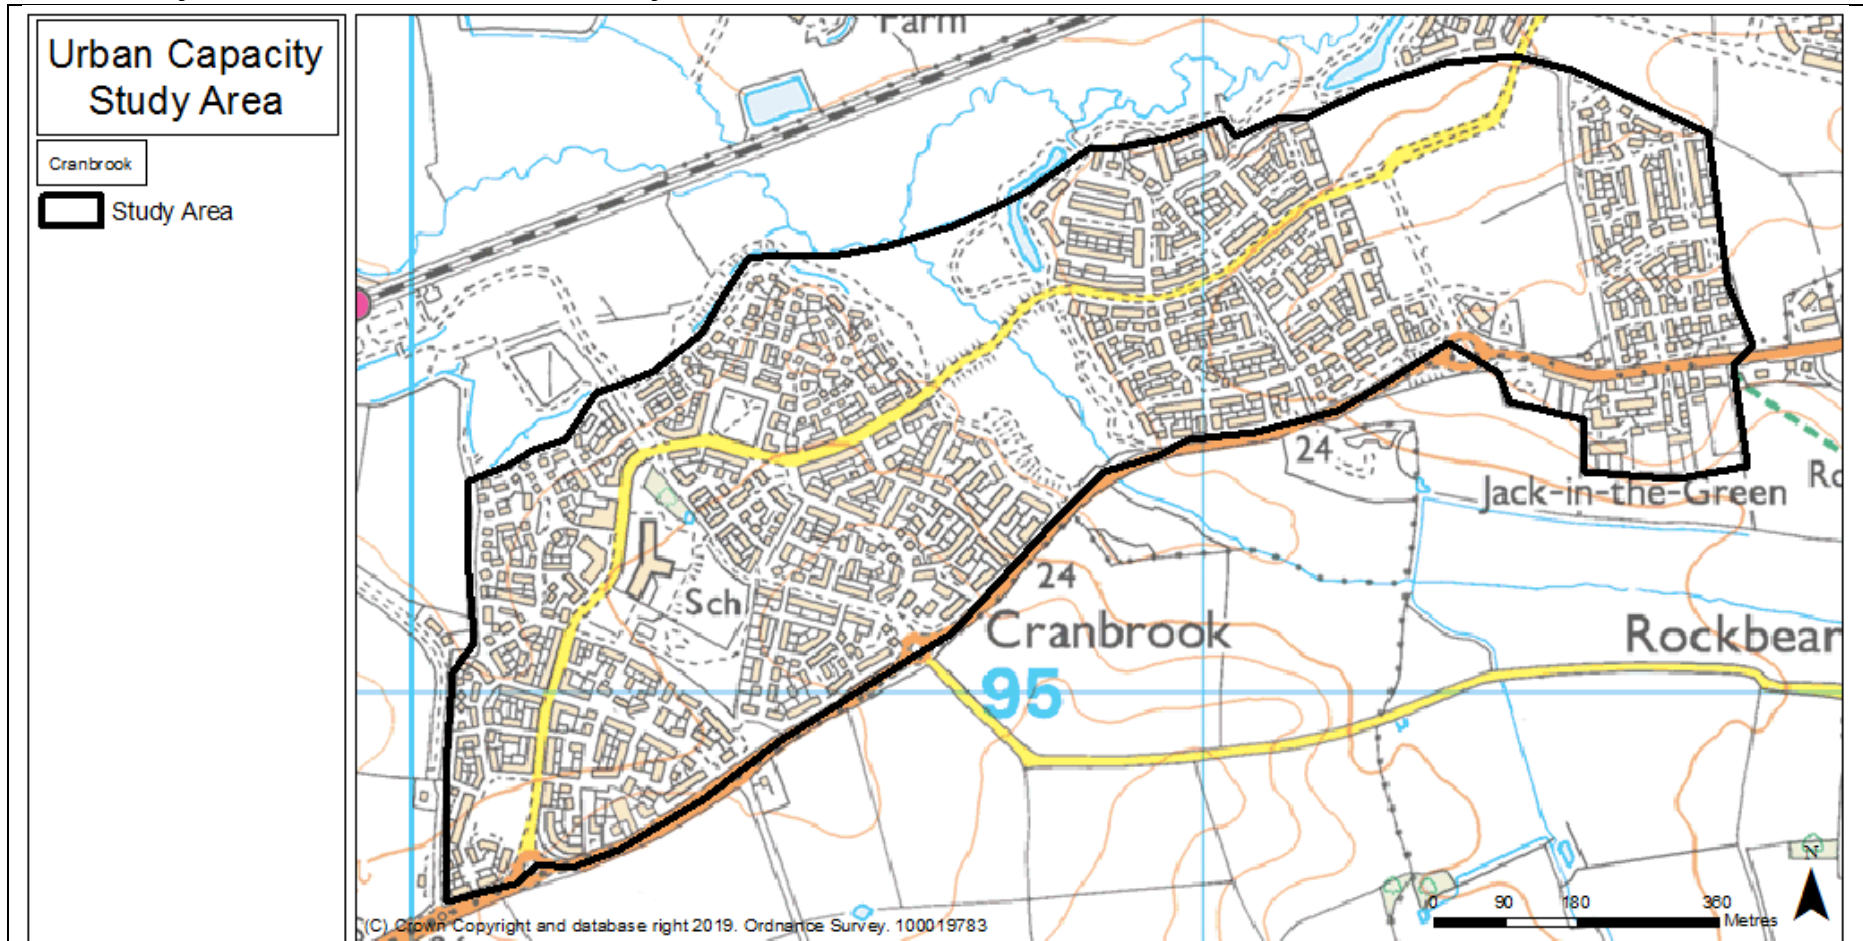 Urban Capacity
Study Area
Cranbrook
Study Area
Farm
24
Jack-in-the-Green
Ro
24
Sch
Cranbrook
Rockbear
95
N
0 90 180 360
Metres
(C) Crown Copyright and database right 2019. Ordnance Survey. 100019783